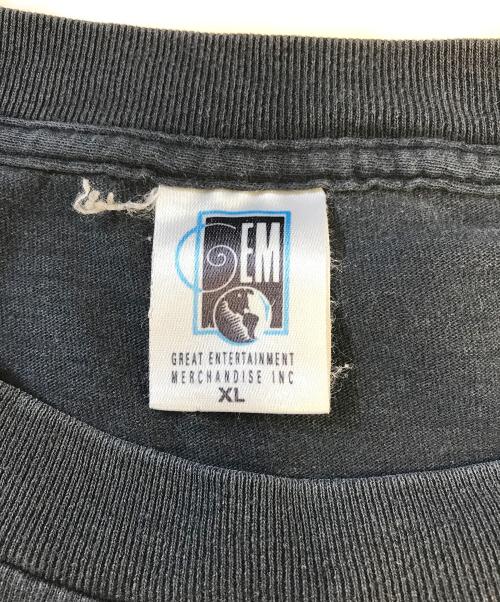 GEM
GREAT ENTERTAINMENT
MERCHANDISE INC
XL